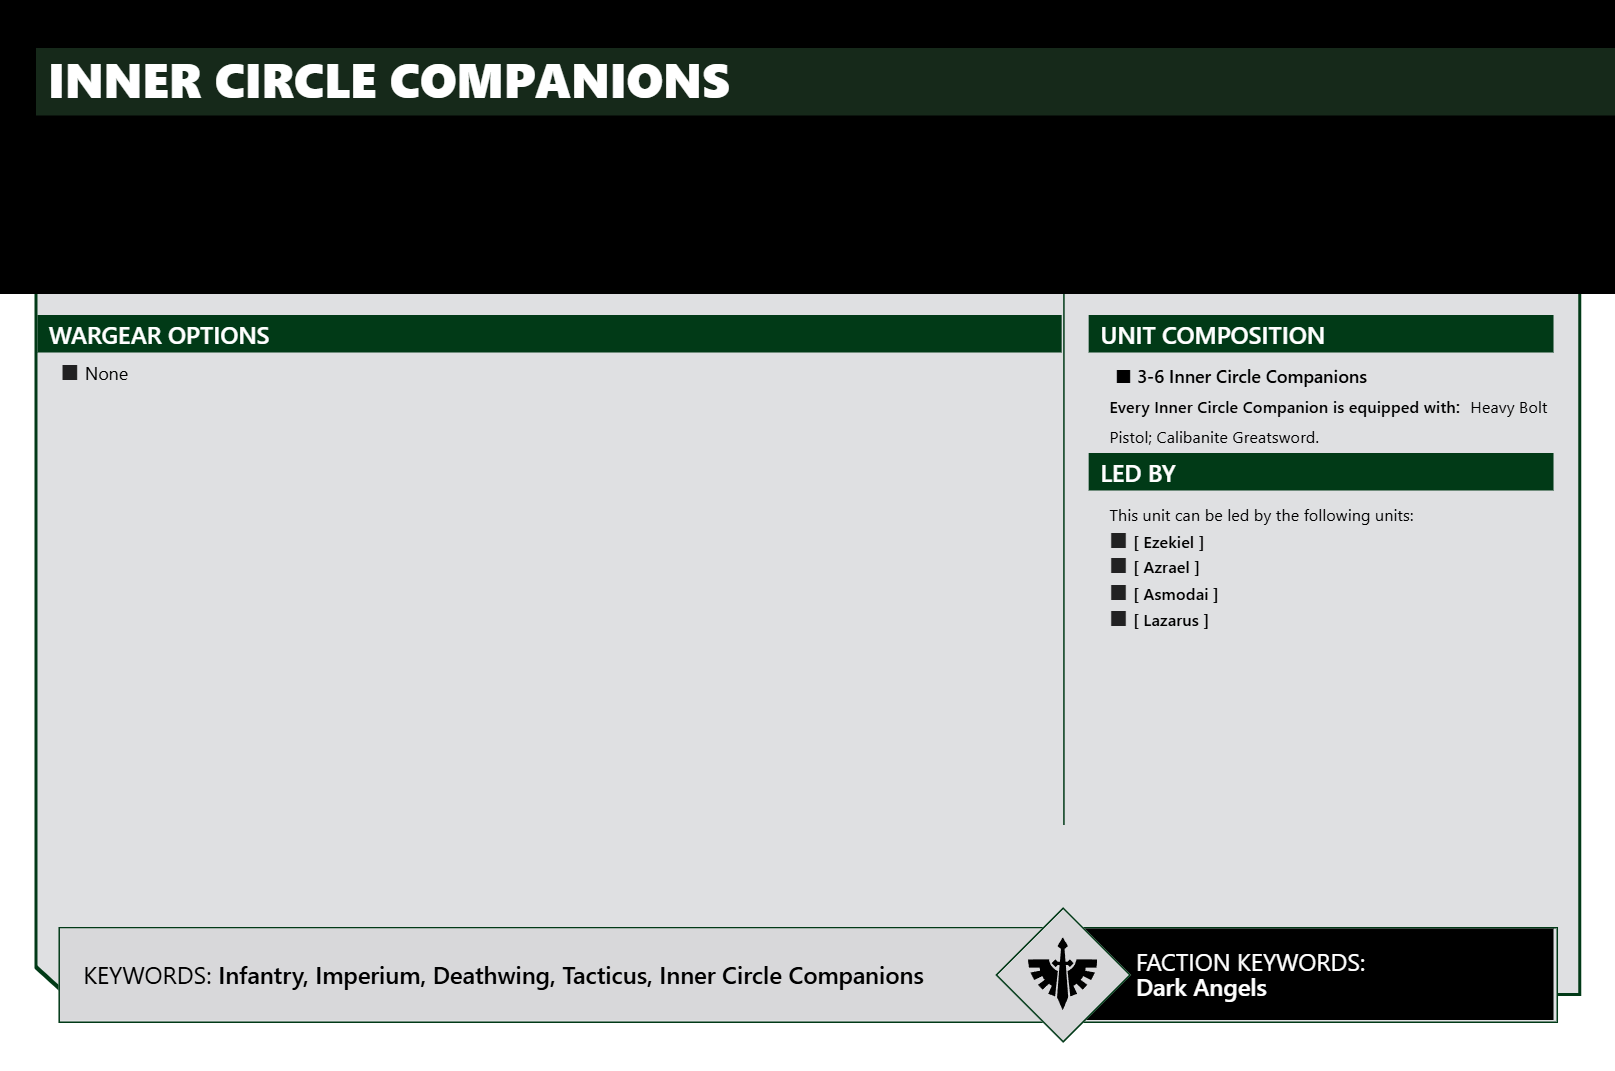 INNER CIRCLE COMPANIONS
WARGEAR OPTIONS
None
UNIT COMPOSITION
3-6 Inner Circle Companions
Every Inner Circle Companion is equipped with: Heavy Bolt
Pistol; Calibanite Greatsword.
LED BY
This unit can be led by the following units:
[ Ezekiel ]
[ Azrael ]
[ Asmodai ]
[ Lazarus ]
KEYWORDS: Infantry, Imperium, Deathwing, Tacticus, Inner Circle Companions
FACTION KEYWORDS:
Dark Angels